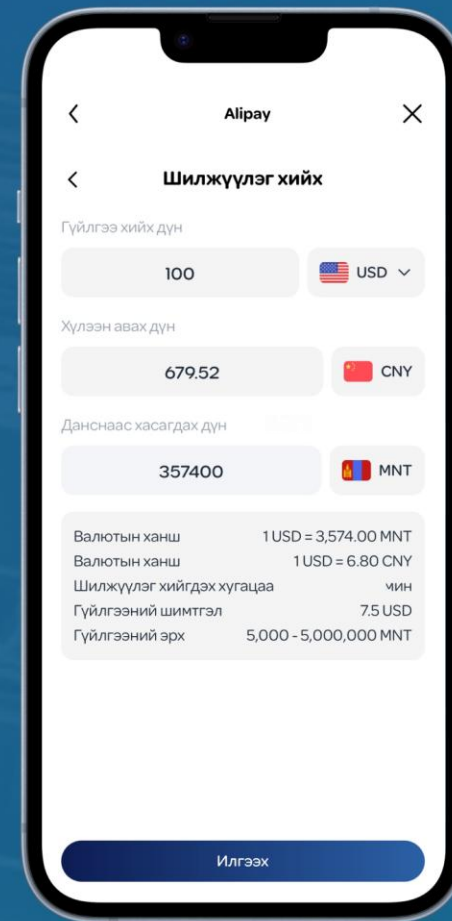 Alipay
Шилжүүлэг хийх
Гүйлгээ хийх дүн
100 USD
Хүлээн авах дүн
679.52 CNY
Данснаас хасагдах дүн
357400 MNT
Валютын ханш 1 USD = 3,574.00 MNT
Валютын ханш 1 USD = 6.80 CNY
Шилжүүлэг хийгдэх хугацаа мин
Гүйлгээний шимтгэл 7.5 USD
Гүйлгээний эрх 5,000 - 5,000,000 MNT
Илгээх